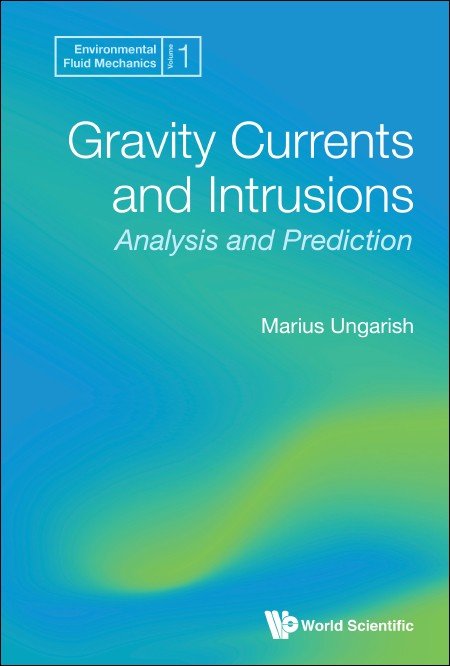 Environmental
Fluid Mechanics
Volume
1
Gravity Currents
and Intrusions
Analysis and Prediction
Marius Ungarish
World Scientific